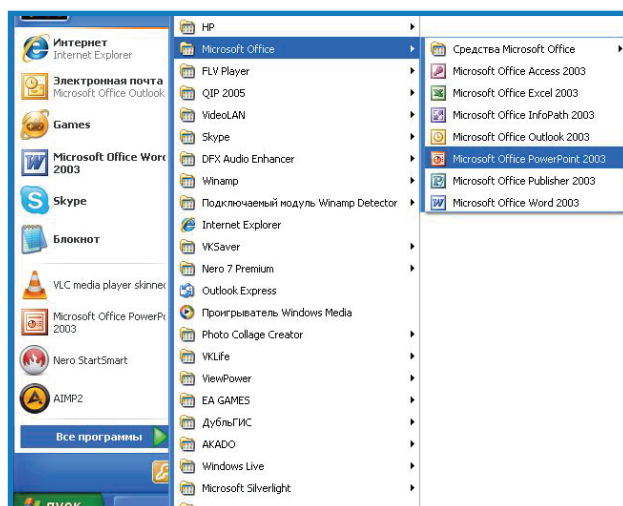 Интернет
Internet Explorer
Электронная почта
Microsoft Office Outlook
Games
Microsoft Office Word
2003
Skype
Блокнот
VLC media player skinned
Microsoft Office PowerPo
2003
Nero StartSmart
AIMP2
Все программы
пуск
HP
Microsoft Office
FLV Player
QIP 2005
VideoLAN
Skype
DFX Audio Enhancer
Winamp
Подключаемый модуль Winamp Detector
Internet Explorer
VKSaver
Nero 7 Premium
Outlook Express
Проигрыватель Windows Media
Photo Collage Creator
VKLife
ViewPower
EA GAMES
ДубльГИС
AKADO
Windows Live
Microsoft Silverlight
Средства Microsoft Office
Microsoft Office Access 2003
Microsoft Office Excel 2003
Microsoft Office InfoPath 2003
Microsoft Office Outlook 2003
Microsoft Office PowerPoint 2003
Microsoft Office Publisher 2003
Microsoft Office Word 2003